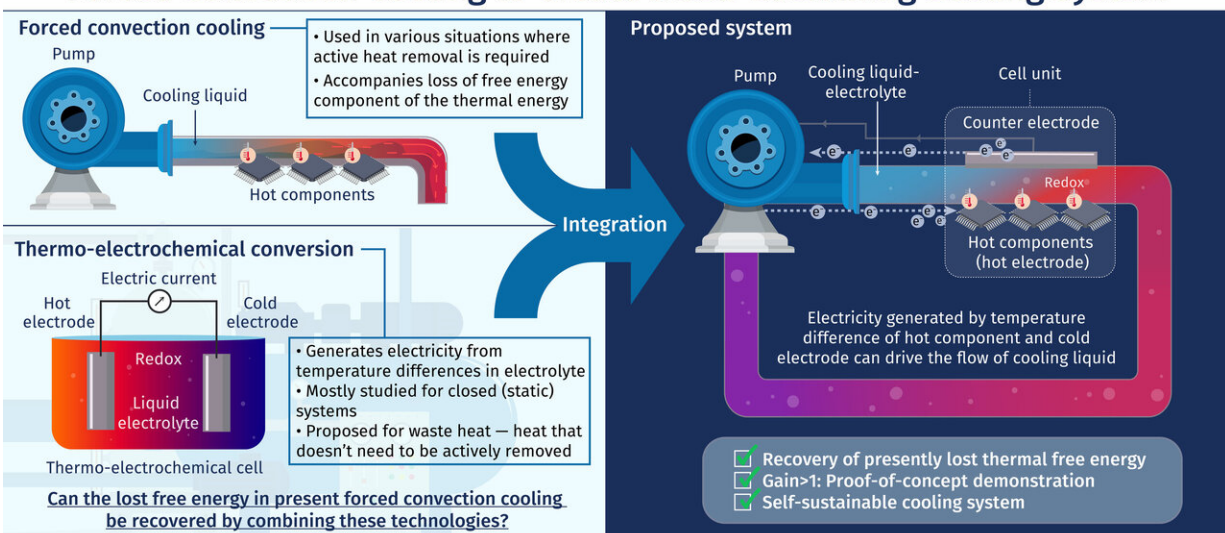 Forced convection cooling
• Used in various situations where
active heat removal is required
• Accompanies loss of free energy
component of the thermal energy
Pump
Cooling liquid
Hot components
Thermo-electrochemical conversion
Electric current
Hot
electrode
Cold
electrode
Redox
Liquid
electrolyte
Thermo-electrochemical cell
• Generates electricity from
temperature differences in electrolyte
• Mostly studied for closed (static)
systems
• Proposed for waste heat — heat that
doesn't need to be actively removed
Can the lost free energy in present forced convection cooling
be recovered by combining these technologies?
Integration
Proposed system
Pump
Cooling liquid-
electrolyte
Cell unit
Counter electrode
e⁻
e⁻
e⁻
e⁻
e⁻
Redox
e⁻
e⁻
e⁻
e⁻
e⁻
Hot components
(hot electrode)
Electricity generated by temperature
difference of hot component and cold
electrode can drive the flow of cooling liquid
Recovery of presently lost thermal free energy
Gain>1: Proof-of-concept demonstration
Self-sustainable cooling system